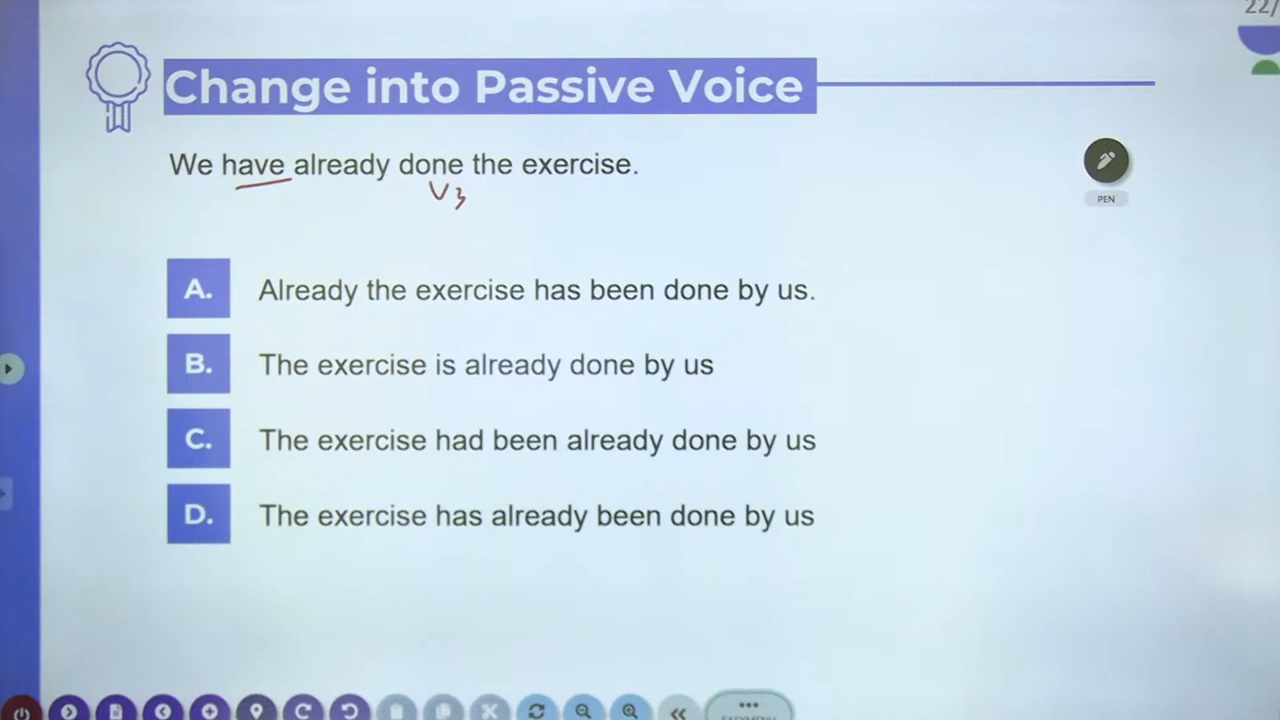 22/
Change into Passive Voice
We have already done the exercise.
V3
PEN
A. Already the exercise has been done by us.
B. The exercise is already done by us
C. The exercise had been already done by us
D. The exercise has already been done by us